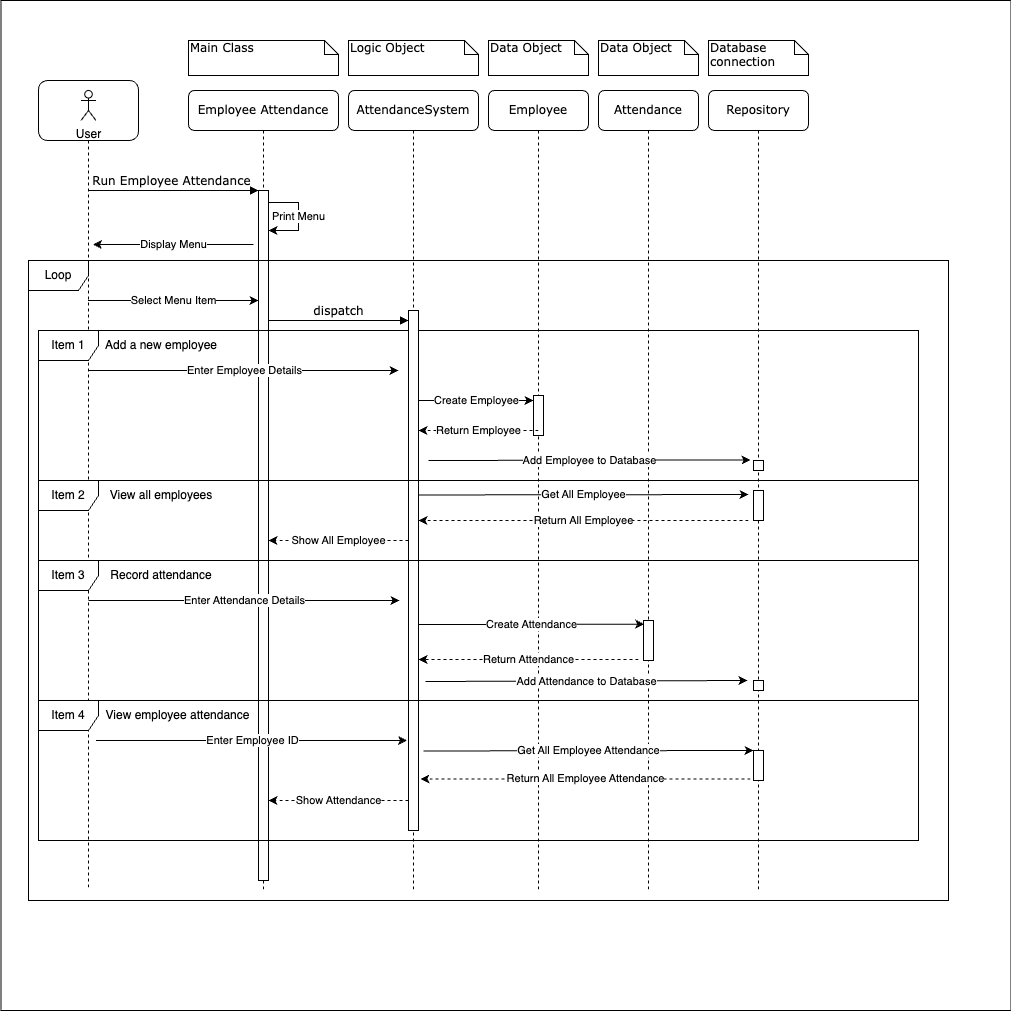 Main Class
Logic Object
Data Object
Data Object
Database
connection
User
Employee Attendance
AttendanceSystem
Employee
Attendance
Repository
Run Employee Attendance
Print Menu
Display Menu
Loop
Select Menu Item
dispatch
Item 1
Add a new employee
Enter Employee Details
Create Employee
Return Employee
Add Employee to Database
Item 2
View all employees
Get All Employee
Return All Employee
Show All Employee
Item 3
Record attendance
Enter Attendance Details
Create Attendance
Return Attendance
Add Attendance to Database
Item 4
View employee attendance
Enter Employee ID
Get All Employee Attendance
Return All Employee Attendance
Show Attendance